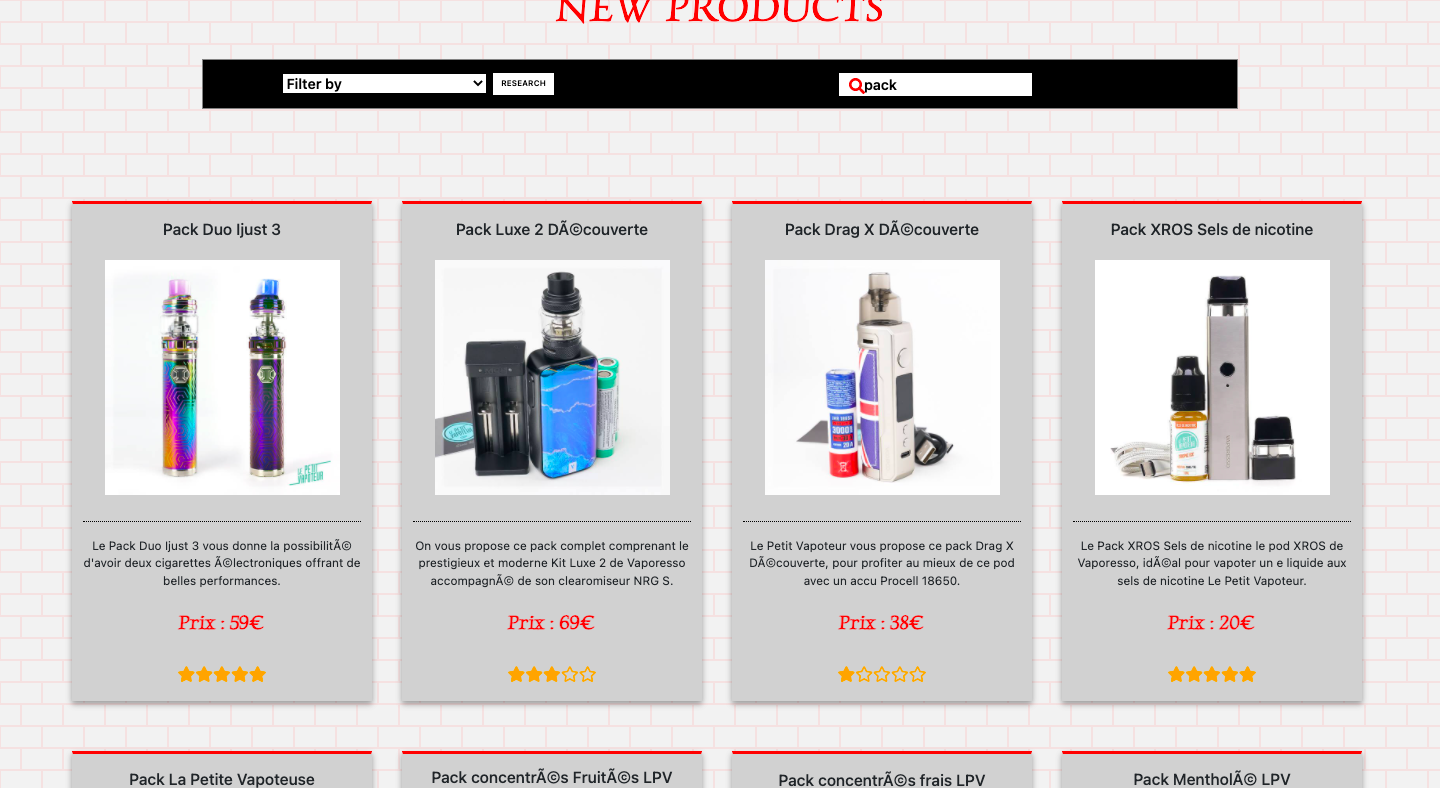 NEW PRODUCTS
Filter by
RESEARCH
pack
Pack Duo Ijust 3
LE PETIT
VAPOTEUR
Le Pack Duo Ijust 3 vous donne la possibilitÃ©
d'avoir deux cigarettes Ã©lectroniques offrant de
belles performances.
Prix : 59€
Pack Luxe 2 DÃ©couverte
On vous propose ce pack complet comprenant le
prestigieux et moderne Kit Luxe 2 de Vaporesso
accompagnÃ© de son clearomiseur NRG S.
Prix : 69€
Pack Drag X DÃ©couverte
Le Petit Vapoteur vous propose ce pack Drag X
DÃ©couverte, pour profiter au mieux de ce pod
avec un accu Procell 18650.
Prix : 38€
Pack XROS Sels de nicotine
Le Pack XROS Sels de nicotine le pod XROS de
Vaporesso, idÃ©al pour vapoter un e liquide aux
sels de nicotine Le Petit Vapoteur.
Prix : 20€
Pack La Petite Vapoteuse
Pack concentrÃ©s FruitÃ©s LPV
Pack concentrÃ©s frais LPV
Pack MentholÃ© LPV